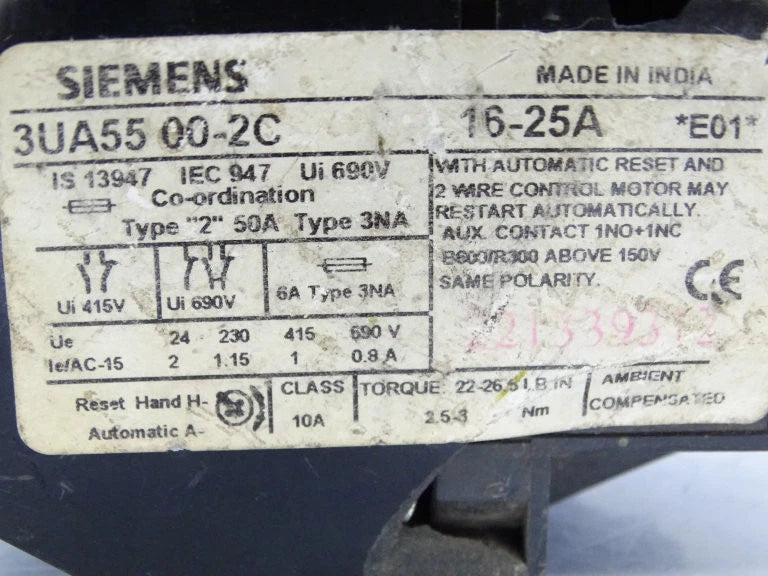 SIEMENS
MADE IN INDIA
3UA55 00-2C
16-25A
*E01*
IS 13947 IEC 947 Ui 690V
Co-ordination
Type "2" 50A Type 3NA
Ui 415V
Ui 690V
6A Type 3NA
Ue 24 230 415 690 V
Ie/AC-15 2 1.15 1 0.8 A
WITH AUTOMATIC RESET AND
2 WIRE CONTROL MOTOR MAY
RESTART AUTOMATICALLY.
AUX. CONTACT 1NO+1NC
B600/R300 ABOVE 150V
SAME POLARITY.
CE
Reset Hand H-
Automatic A-
CLASS
10A
TORQUE 22-26.5 LB IN
2.5-3 Nm
AMBIENT
COMPENSATED